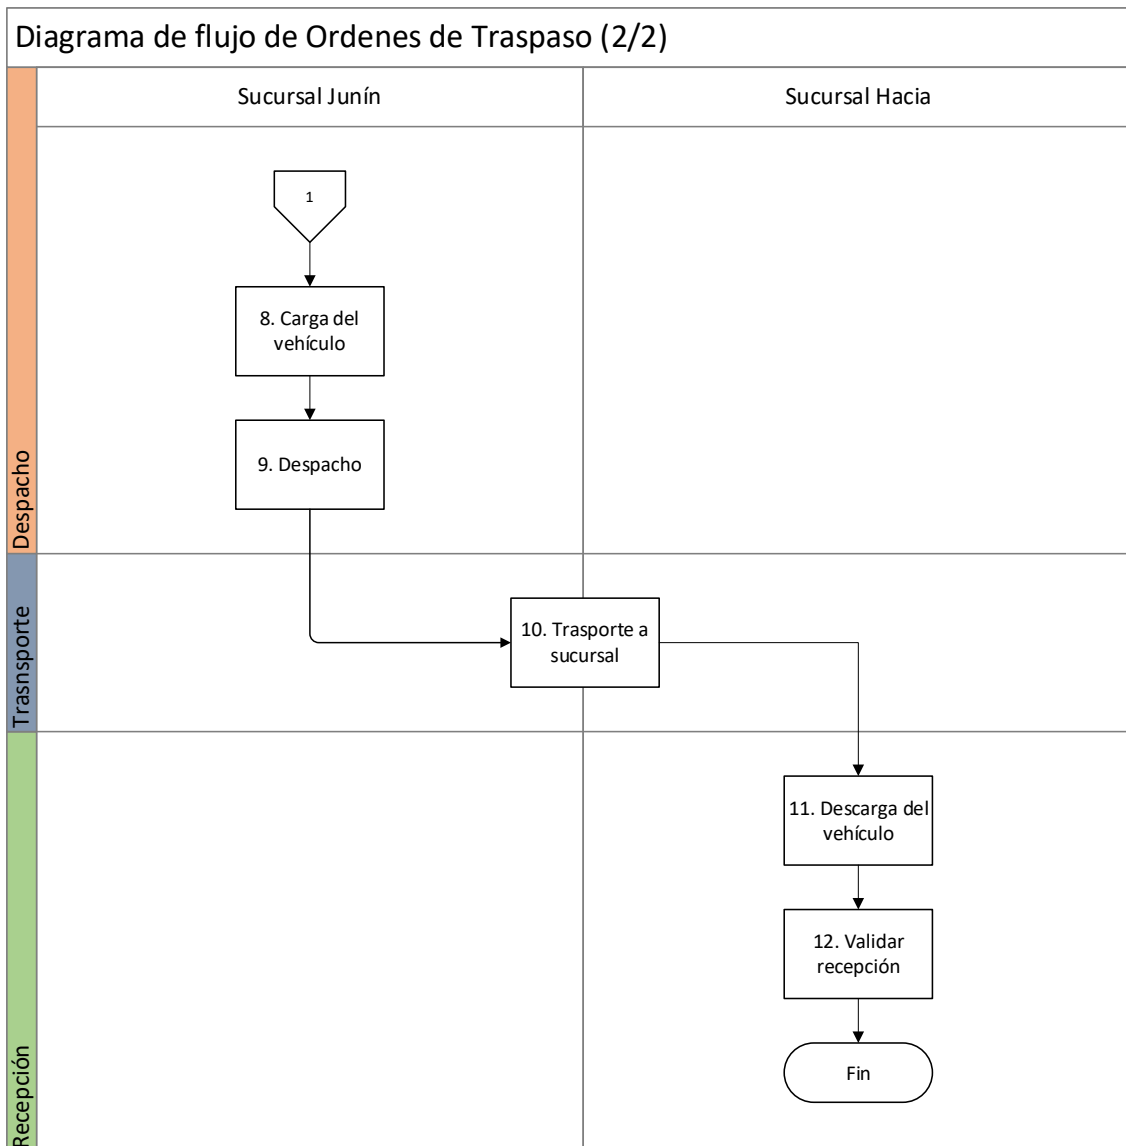 Diagrama de flujo de Ordenes de Traspaso (2/2)
Sucursal Junín
Sucursal Hacia
Despacho
1
8. Carga del
vehículo
9. Despacho
Trasnsporte
10. Trasporte a
sucursal
Recepción
11. Descarga del
vehículo
12. Validar
recepción
Fin